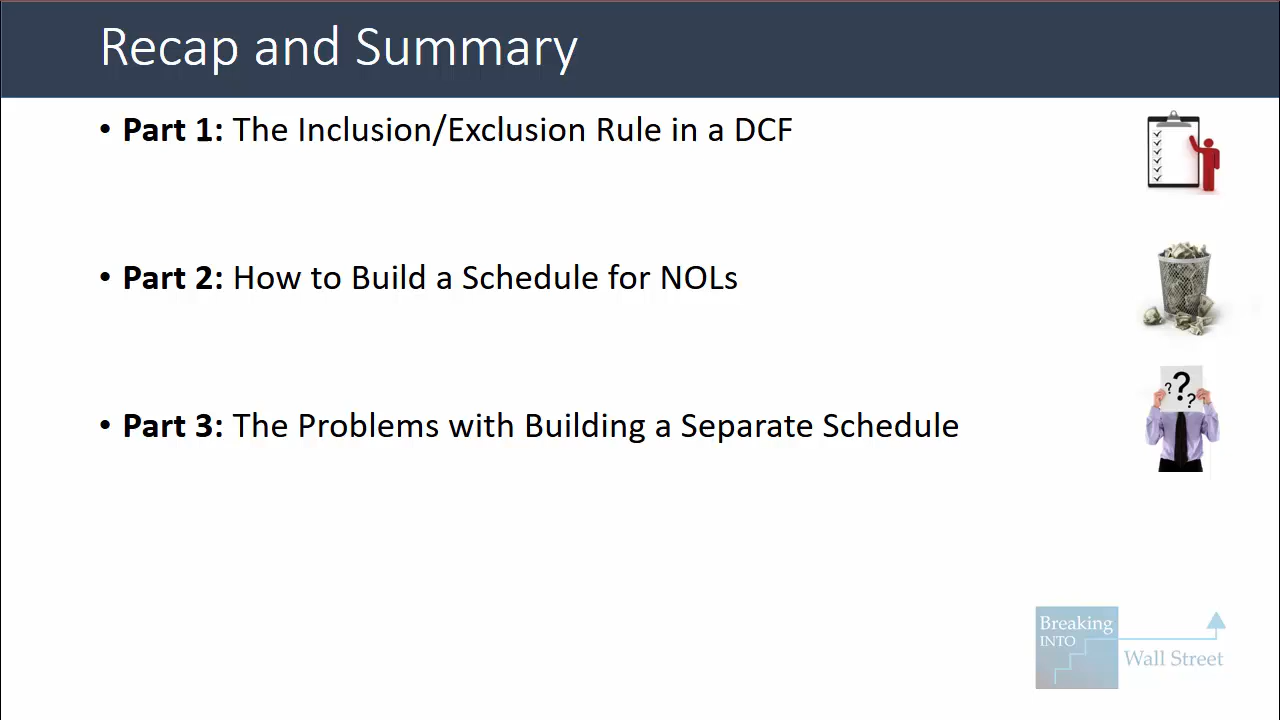 Recap and Summary
• Part 1: The Inclusion/Exclusion Rule in a DCF
• Part 2: How to Build a Schedule for NOLs
• Part 3: The Problems with Building a Separate Schedule
? ? ?
Breaking
INTO
Wall Street